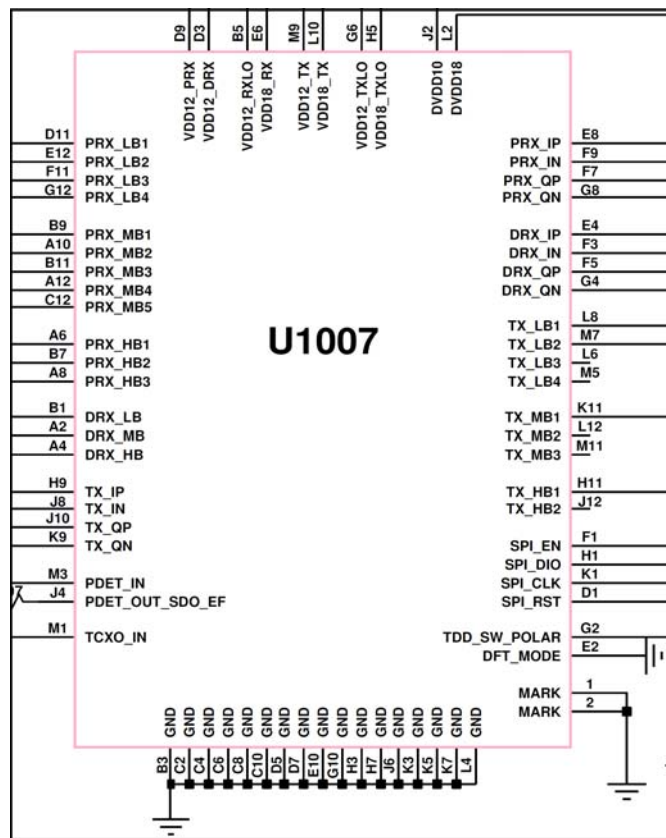 D9 D3 B5 E6 M9 L10 G6 H5 J2 L2
VDD12_PRX VDD12_DRX VDD12_RXLO VDD18_RX VDD12_TX VDD18_TX VDD12_TXLO VDD18_TXLO DVDD10 DVDD18
D11 PRX_LB1 PRX_IP E8
E12 PRX_LB2 PRX_IN F9
F11 PRX_LB3 PRX_QP F7
G12 PRX_LB4 PRX_QN G8
B9 PRX_MB1 DRX_IP E4
A10 PRX_MB2 DRX_IN F3
B11 PRX_MB3 DRX_QP F5
A12 PRX_MB4 DRX_QN G4
C12 PRX_MB5
TX_LB1 L8
A6 PRX_HB1 TX_LB2 M7
B7 PRX_HB2 TX_LB3 L6
A8 PRX_HB3 TX_LB4 M5
U1007
B1 DRX_LB TX_MB1 K11
A2 DRX_MB TX_MB2 L12
A4 DRX_HB TX_MB3 M11
H9 TX_IP TX_HB1 H11
J8 TX_IN TX_HB2 J12
J10 TX_QP
K9 TX_QN SPI_EN F1
SPI_DIO H1
M3 PDET_IN SPI_CLK K1
J4 PDET_OUT_SDO_EF SPI_RST D1
M1 TCXO_IN TDD_SW_POLAR G2
DFT_MODE E2
MARK 1
MARK 2
GND GND GND GND GND GND GND GND GND GND GND GND GND GND GND GND GND
B3 C2 C4 C6 C8 C10 D5 D7 E10 G10 H3 H7 J6 K3 K5 K7 L4